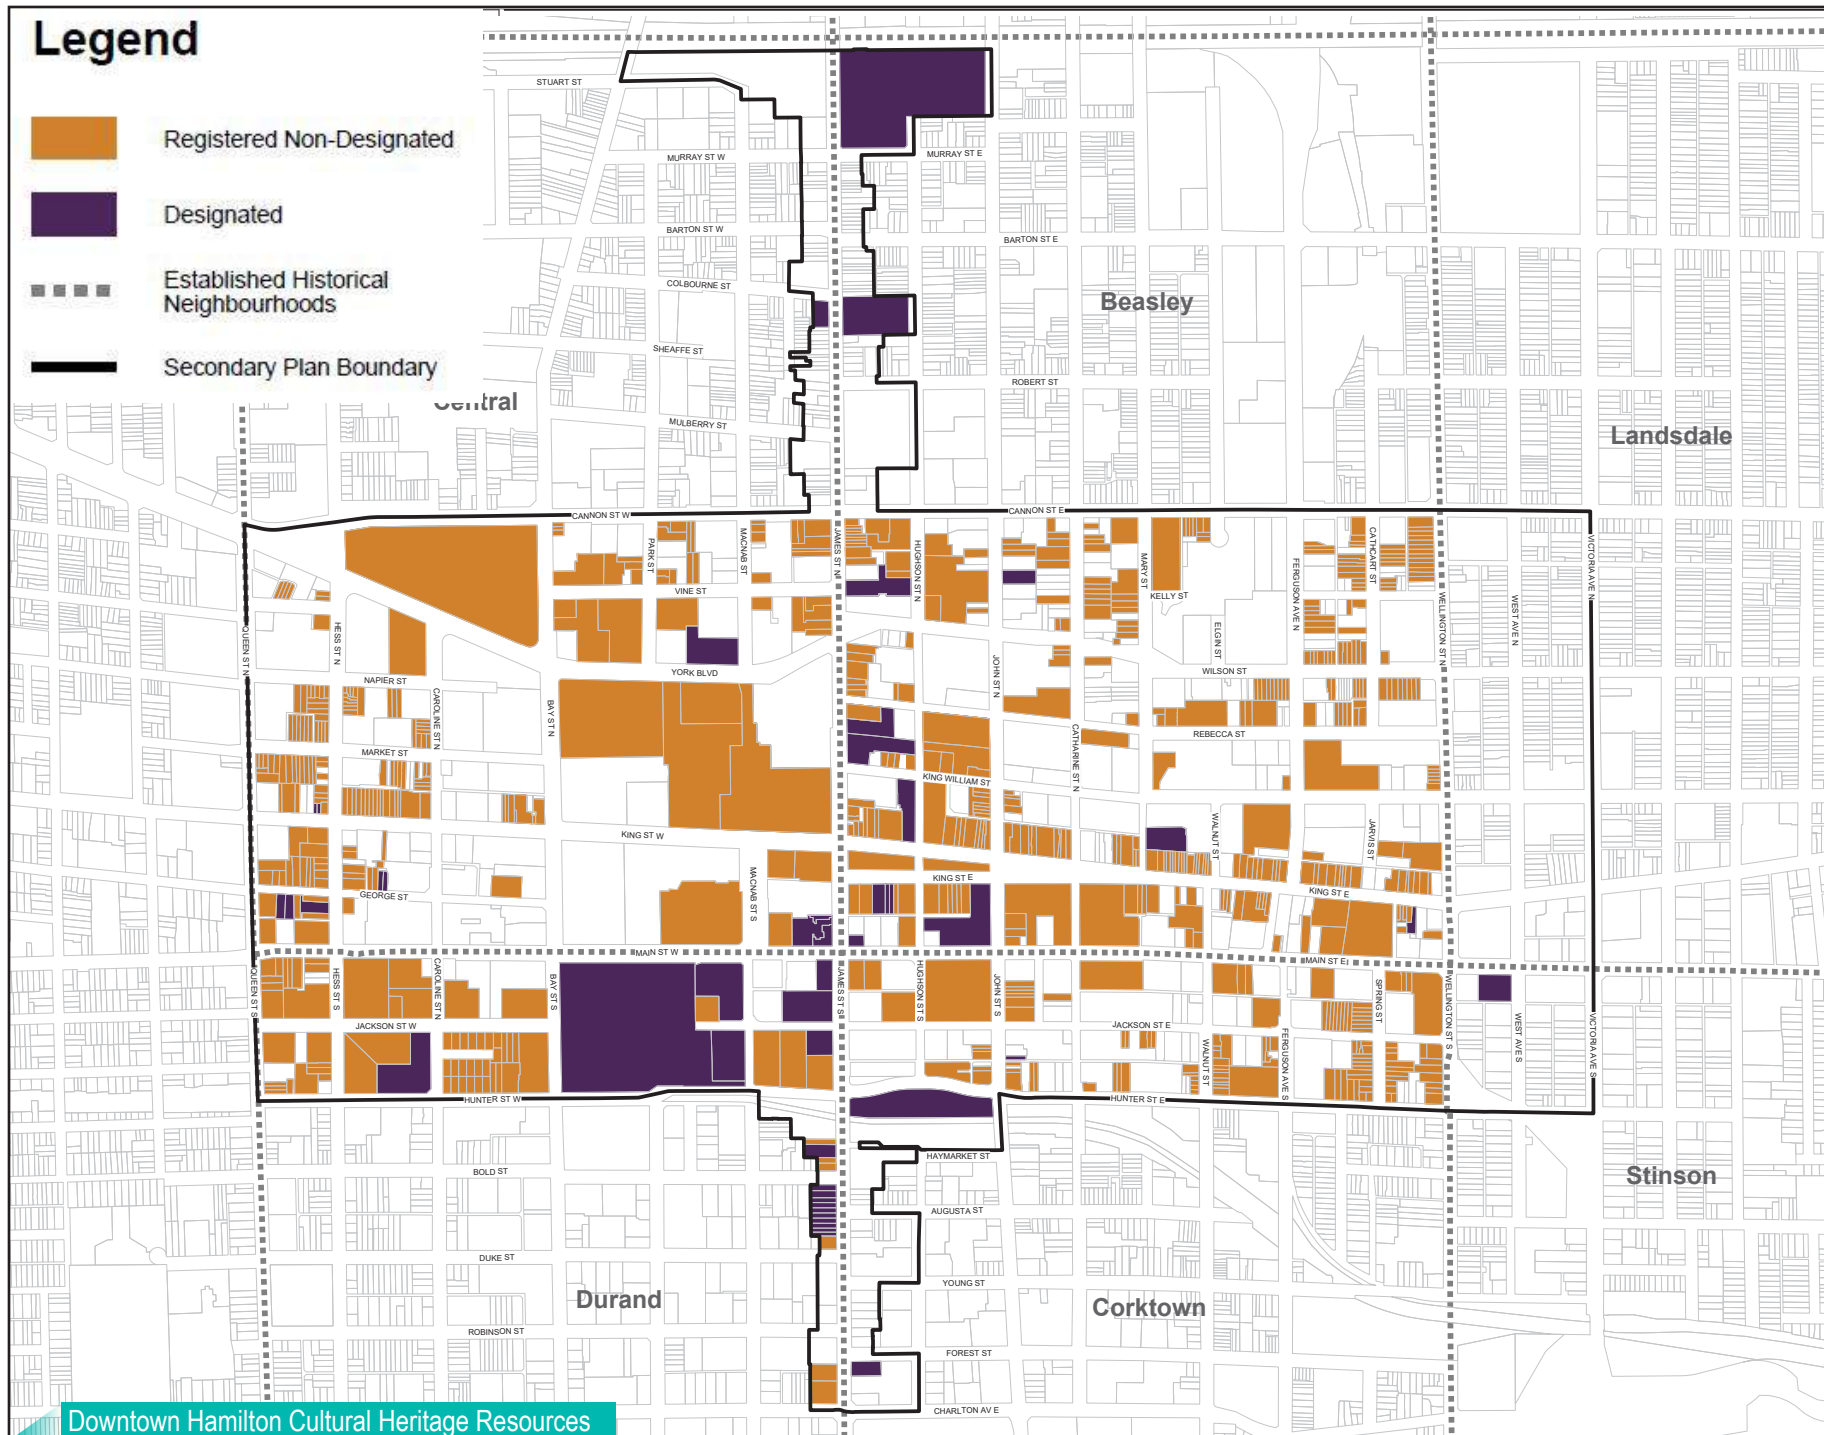 Legend
Registered Non-Designated
Designated
Established Historical
Neighbourhoods
Secondary Plan Boundary
STUART ST
MURRAY ST W
MURRAY ST E
BARTON ST W
BARTON ST E
COLBOURNE ST
Beasley
SHEAFFE ST
ROBERT ST
Central
MULBERRY ST
Landsdale
CANNON ST W
CANNON ST E
PARK ST
MACNAB ST
JAMES ST N
HUGHSON ST N
MARY ST
FERGUSON AVE N
CATHCART ST
VICTORIA AVE N
VINE ST
KELLY ST
QUEEN ST N
HESS ST N
ELGIN ST
WELLINGTON ST N
WEST AVE N
NAPIER ST
YORK BLVD
JOHN ST N
WILSON ST
CAROLINE ST N
BAY ST N
CATHARINE ST N
REBECCA ST
MARKET ST
KING WILLIAM ST
KING ST W
WALNUT ST
JARVIS ST
GEORGE ST
MACNAB ST S
KING ST E
KING ST E
MAIN ST W
MAIN ST E
QUEEN ST S
HESS ST S
CAROLINE ST N
BAY ST S
JAMES ST S
HUGHSON ST S
JOHN ST S
SPRING ST
WELLINGTON ST S
WEST AVE S
VICTORIA AVE S
JACKSON ST W
JACKSON ST E
WALNUT ST
FERGUSON AVE S
HUNTER ST W
HUNTER ST E
HAYMARKET ST
BOLD ST
Stinson
AUGUSTA ST
DUKE ST
YOUNG ST
Durand
Corktown
ROBINSON ST
FOREST ST
CHARLTON AV E
Downtown Hamilton Cultural Heritage Resources